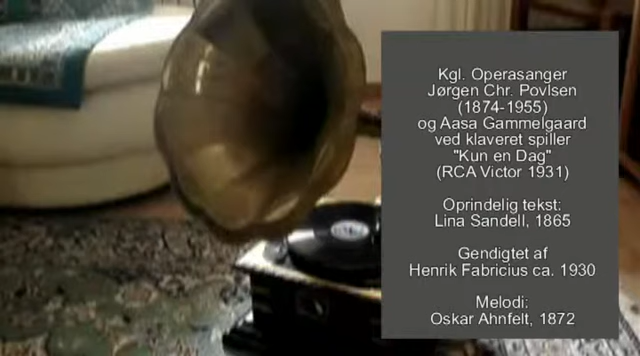 Kgl. Operasanger
Jørgen Chr. Povlsen
(1874-1955)
og Aasa Gammelgaard
ved klaveret spiller
"Kun en Dag"
(RCA Victor 1931)
Oprindelig tekst:
Lina Sandell, 1865
Gendigtet af
Henrik Fabricius ca. 1930
Melodi:
Oskar Ahnfelt, 1872